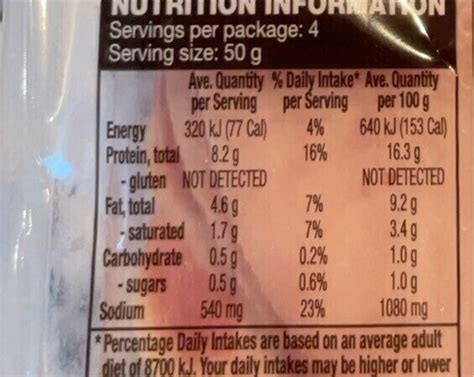 NUTRITION INFORMATION
Servings per package: 4
Serving size: 50 g
Ave. Quantity % Daily Intake* Ave. Quantity
per Serving per Serving per 100 g
Energy 320 kJ (77 Cal) 4% 640 kJ (153 Cal)
Protein, total 8.2 g 16% 16.3 g
- gluten NOT DETECTED NOT DETECTED
Fat, total 4.6 g 7% 9.2 g
- saturated 1.7 g 7% 3.4 g
Carbohydrate 0.5 g 0.2% 1.0 g
- sugars 0.5 g 0.6% 1.0 g
Sodium 540 mg 23% 1080 mg
* Percentage Daily Intakes are based on an average adult
diet of 8700 kJ. Your daily intakes may be higher or lower